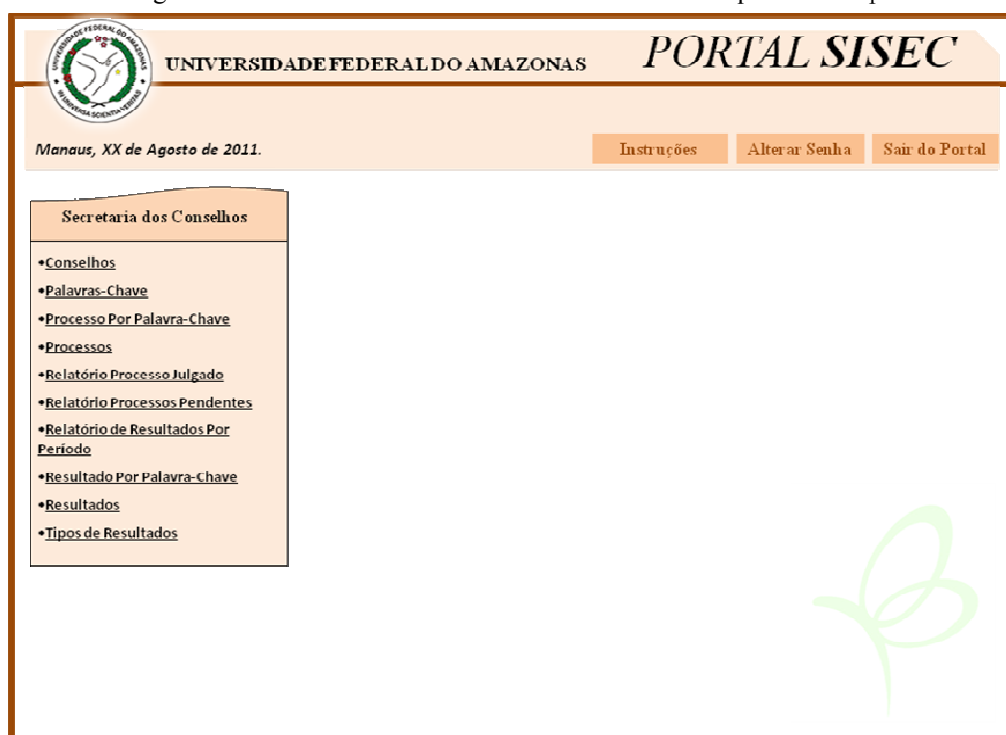 UNIVERSIDADE FEDERAL DO AMAZONAS
PORTAL SISEC
Manaus, XX de Agosto de 2011.
Instruções
Alterar Senha
Sair do Portal
Secretaria dos Conselhos
•Conselhos
•Palavras-Chave
•Processo Por Palavra-Chave
•Processos
•Relatório Processo Julgado
•Relatório Processos Pendentes
•Relatório de Resultados Por
Período
•Resultado Por Palavra-Chave
•Resultados
•Tipos de Resultados